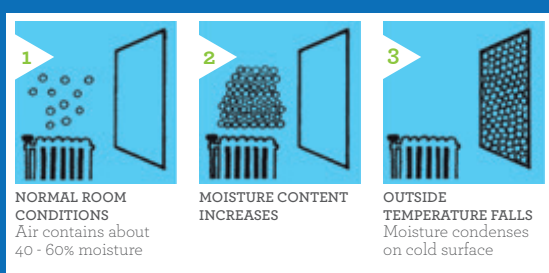 1
NORMAL ROOM
CONDITIONS
Air contains about
40 - 60% moisture
2
MOISTURE CONTENT
INCREASES
3
OUTSIDE
TEMPERATURE FALLS
Moisture condenses
on cold surface